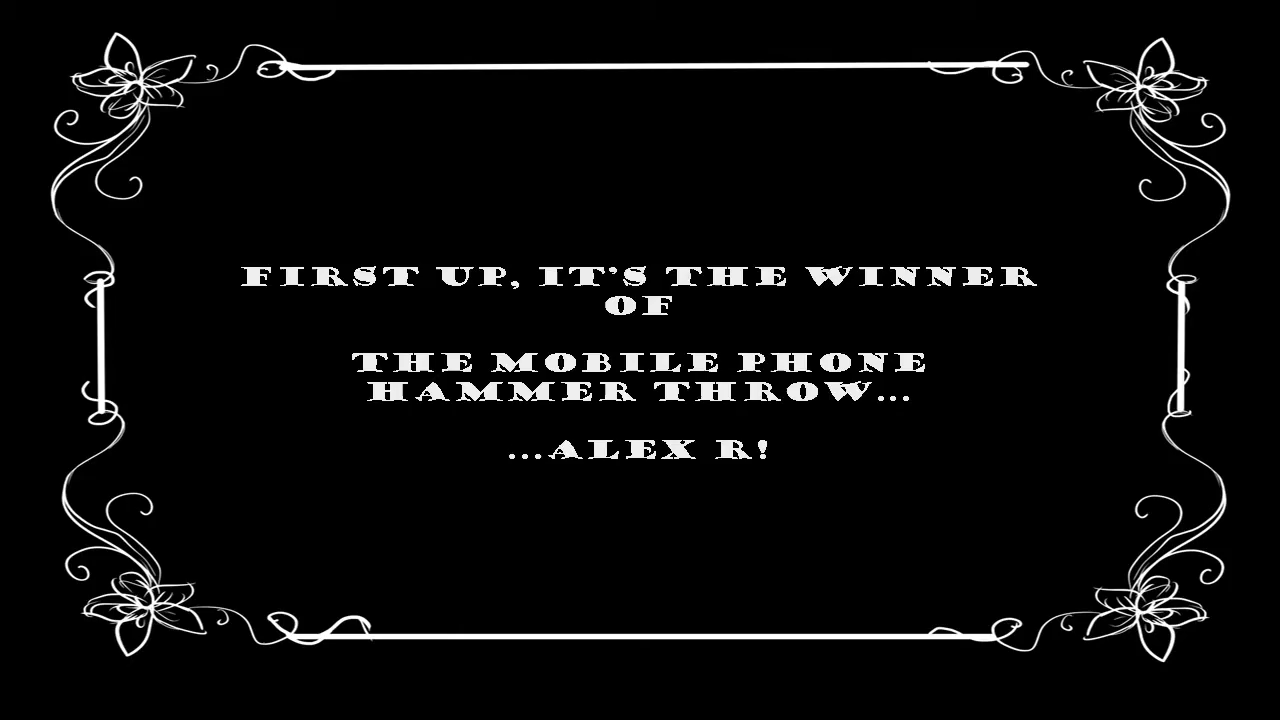 FIRST UP, IT'S THE WINNER
OF
THE MOBILE PHONE
HAMMER THROW...
...ALEX R!